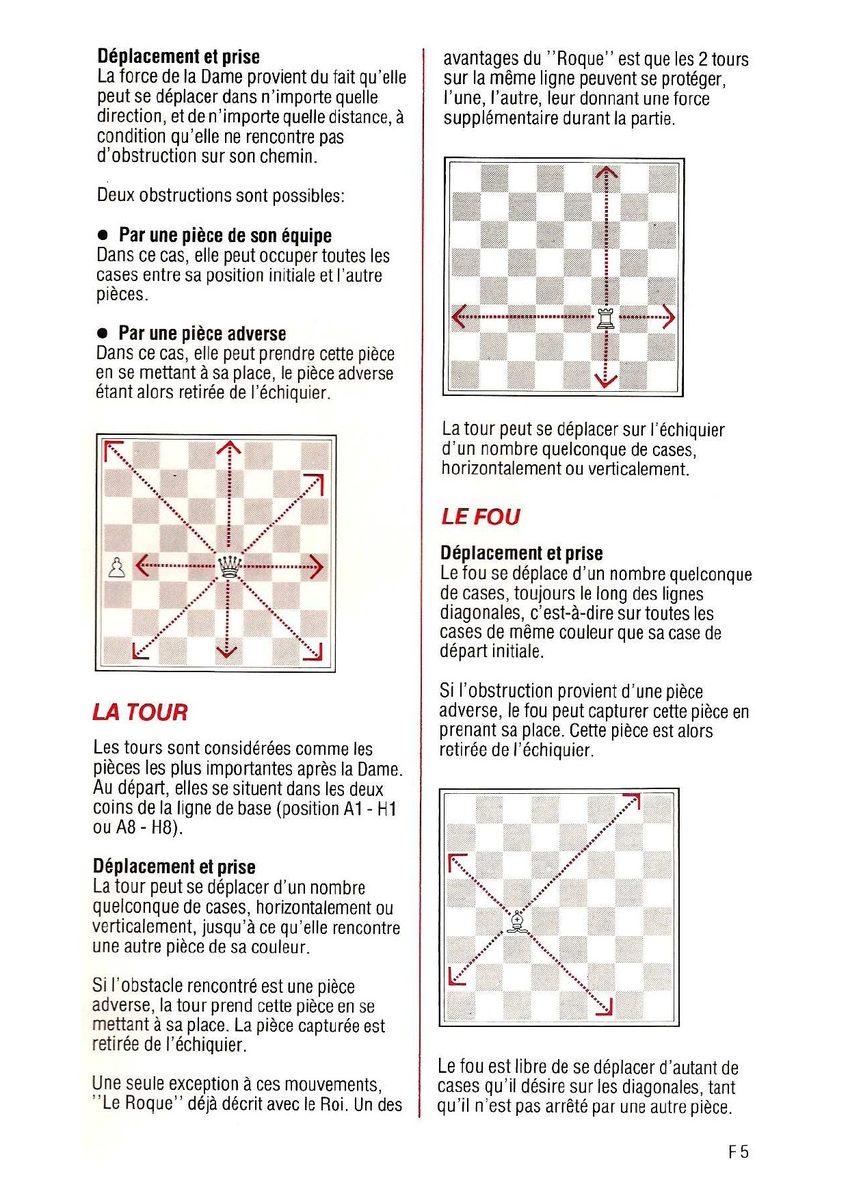 Déplacement et prise
La force de la Dame provient du fait qu'elle
peut se déplacer dans n'importe quelle
direction, et de n'importe quelle distance, à
condition qu'elle ne rencontre pas
d'obstruction sur son chemin.
Deux obstructions sont possibles:
● Par une pièce de son équipe
Dans ce cas, elle peut occuper toutes les
cases entre sa position initiale et l'autre
pièces.
● Par une pièce adverse
Dans ce cas, elle peut prendre cette pièce
en se mettant à sa place, le pièce adverse
étant alors retirée de l'échiquier.
LA TOUR
Les tours sont considérées comme les
pièces les plus importantes après la Dame.
Au départ, elles se situent dans les deux
coins de la ligne de base (position A1 - H1
ou A8 - H8).
Déplacement et prise
La tour peut se déplacer d'un nombre
quelconque de cases, horizontalement ou
verticalement, jusqu'à ce qu'elle rencontre
une autre pièce de sa couleur.
Si l'obstacle rencontré est une pièce
adverse, la tour prend cette pièce en se
mettant à sa place. La pièce capturée est
retirée de l'échiquier.
Une seule exception à ces mouvements,
''Le Roque'' déjà décrit avec le Roi. Un des
avantages du ''Roque'' est que les 2 tours
sur la même ligne peuvent se protéger,
l'une, l'autre, leur donnant une force
supplémentaire durant la partie.
La tour peut se déplacer sur l'échiquier
d'un nombre quelconque de cases,
horizontalement ou verticalement.
LE FOU
Déplacement et prise
Le fou se déplace d'un nombre quelconque
de cases, toujours le long des lignes
diagonales, c'est-à-dire sur toutes les
cases de même couleur que sa case de
départ initiale.
Si l'obstruction provient d'une pièce
adverse, le fou peut capturer cette pièce en
prenant sa place. Cette pièce est alors
retirée de l'échiquier.
Le fou est libre de se déplacer d'autant de
cases qu'il désire sur les diagonales, tant
qu'il n'est pas arrêté par une autre pièce.
F 5